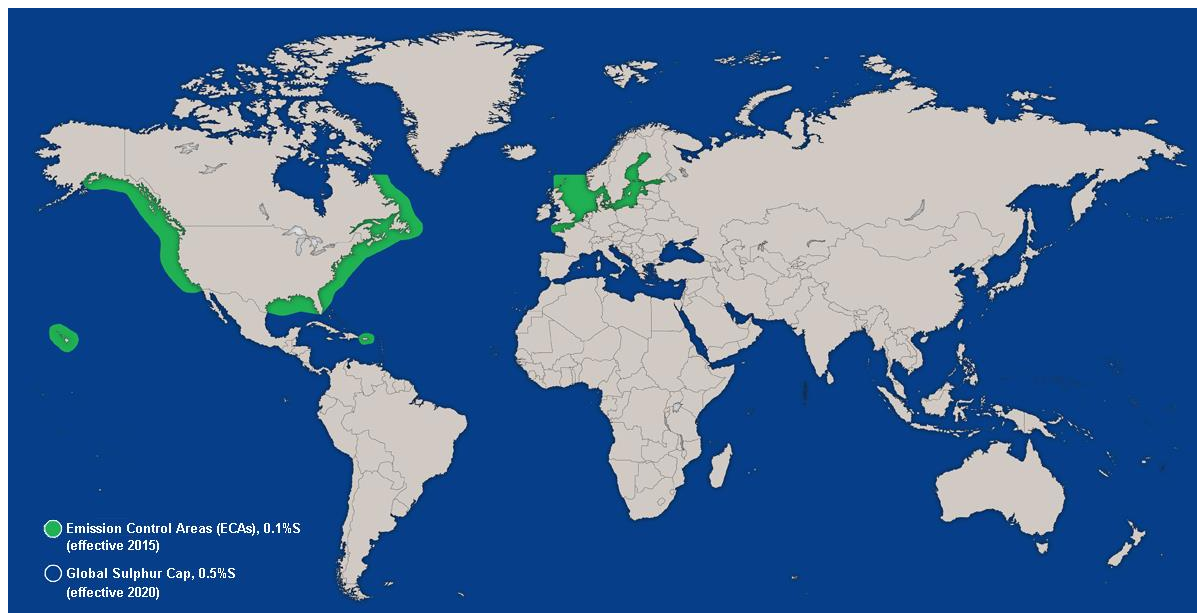 Emission Control Areas (ECAs), 0.1%S
(effective 2015)
Global Sulphur Cap, 0.5%S
(effective 2020)